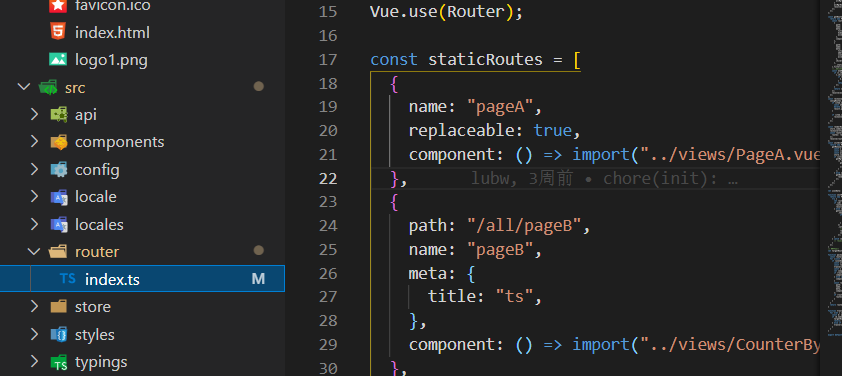 favicon.ico
index.html
logo1.png
src
api
components
config
locale
locales
router
TS index.ts M
store
styles
typings
15 Vue.use(Router);
16
17 const staticRoutes = [
18 {
19 name: "pageA",
20 replaceable: true,
21 component: () => import("../views/PageA.vue
22 }, lubw, 3周前 • chore(init): …
23 {
24 path: "/all/pageB",
25 name: "pageB",
26 meta: {
27 title: "ts",
28 },
29 component: () => import("../views/CounterBy
30 },